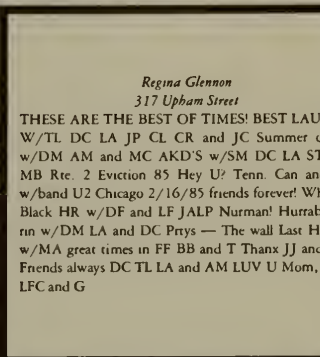 Regina Glennon
317 Upham Street
THESE ARE THE BEST OF TIMES! BEST LAU
W/TL DC LA JP CL CR and JC Summer
w/DM AM and MC AKD'S w/SM DC LA ST
MB Rte. 2 Eviction 85 Hey U? Tenn. Can an
w/band U2 Chicago 2/16/85 friends forever! Wh
Black HR w/DF and LF JALP Nurman! Hurrah
rin w/DM LA and DC Prtys — The wall Last H
w/MA great times in FF BB and T Thanx JJ and
Friends always DC TL LA and AM LUV U Mom,
LFC and G